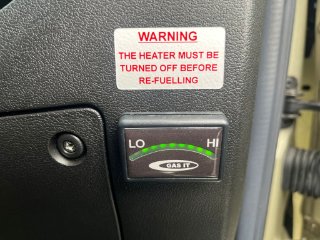 WARNING
THE HEATER MUST BE
TURNED OFF BEFORE
RE-FUELLING
LO HI
GAS IT